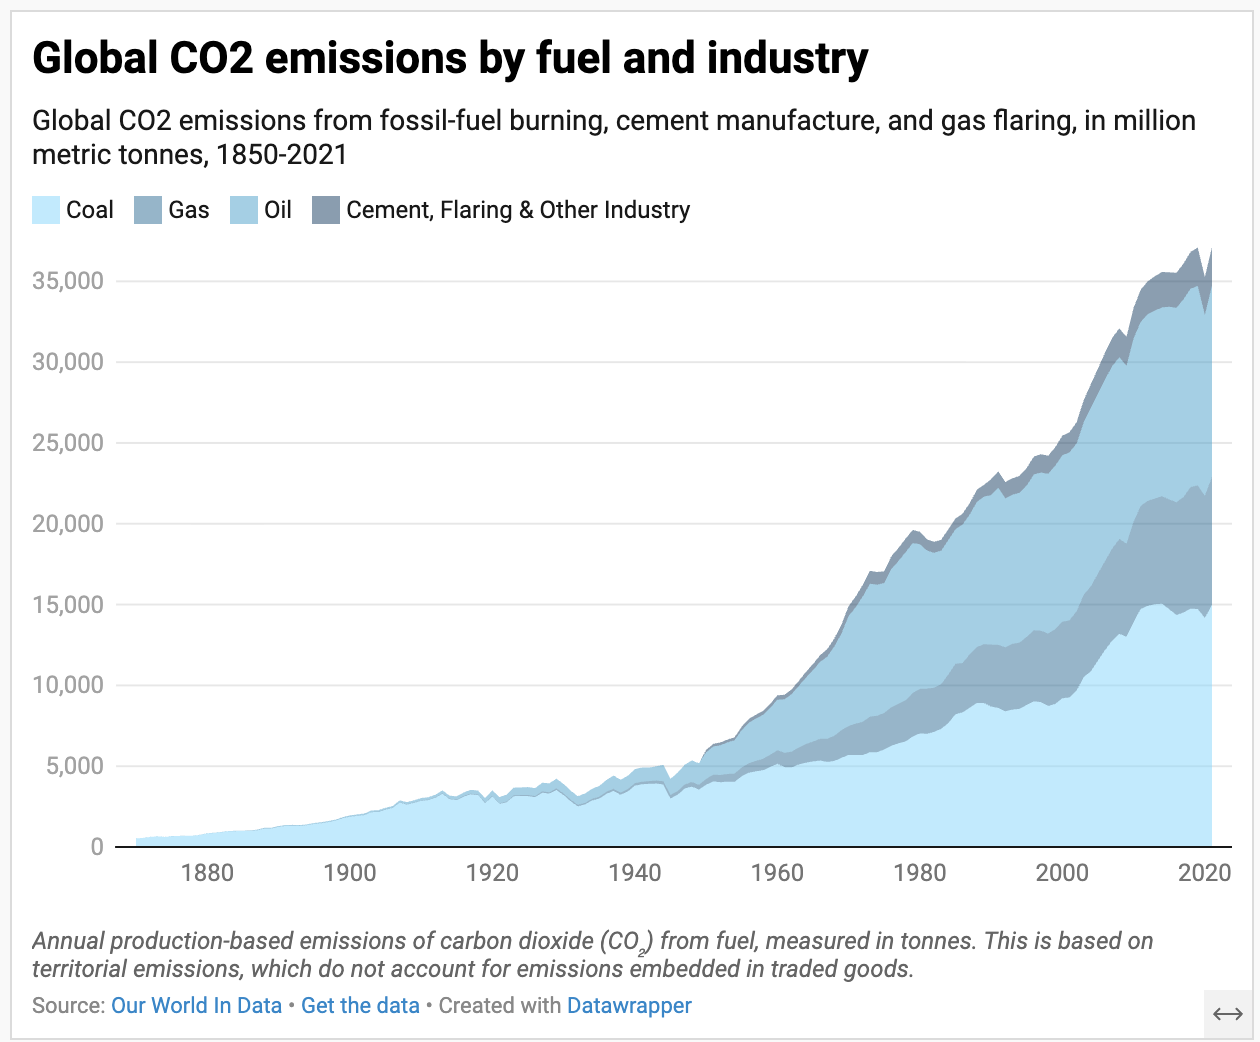 Global CO2 emissions by fuel and industry
Global CO2 emissions from fossil-fuel burning, cement manufacture, and gas flaring, in million
metric tonnes, 1850-2021
Coal Gas Oil Cement, Flaring & Other Industry
35,000
30,000
25,000
20,000
15,000
10,000
5,000
0
1880 1900 1920 1940 1960 1980 2000 2020
Annual production-based emissions of carbon dioxide (CO₂) from fuel, measured in tonnes. This is based on
territorial emissions, which do not account for emissions embedded in traded goods.
Source: Our World In Data • Get the data • Created with Datawrapper